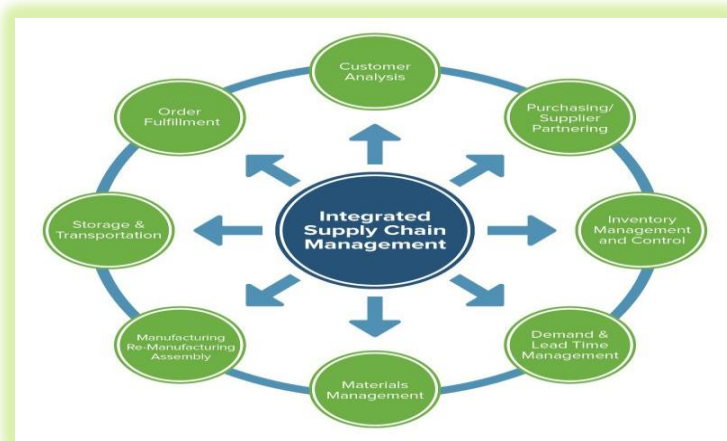 Customer
Analysis
Purchasing/
Supplier
Partnering
Inventory
Management
and Control
Demand &
Lead Time
Management
Materials
Management
Manufacturing
Re-Manufacturing
Assembly
Storage &
Transportation
Order
Fulfillment
Integrated
Supply Chain
Management